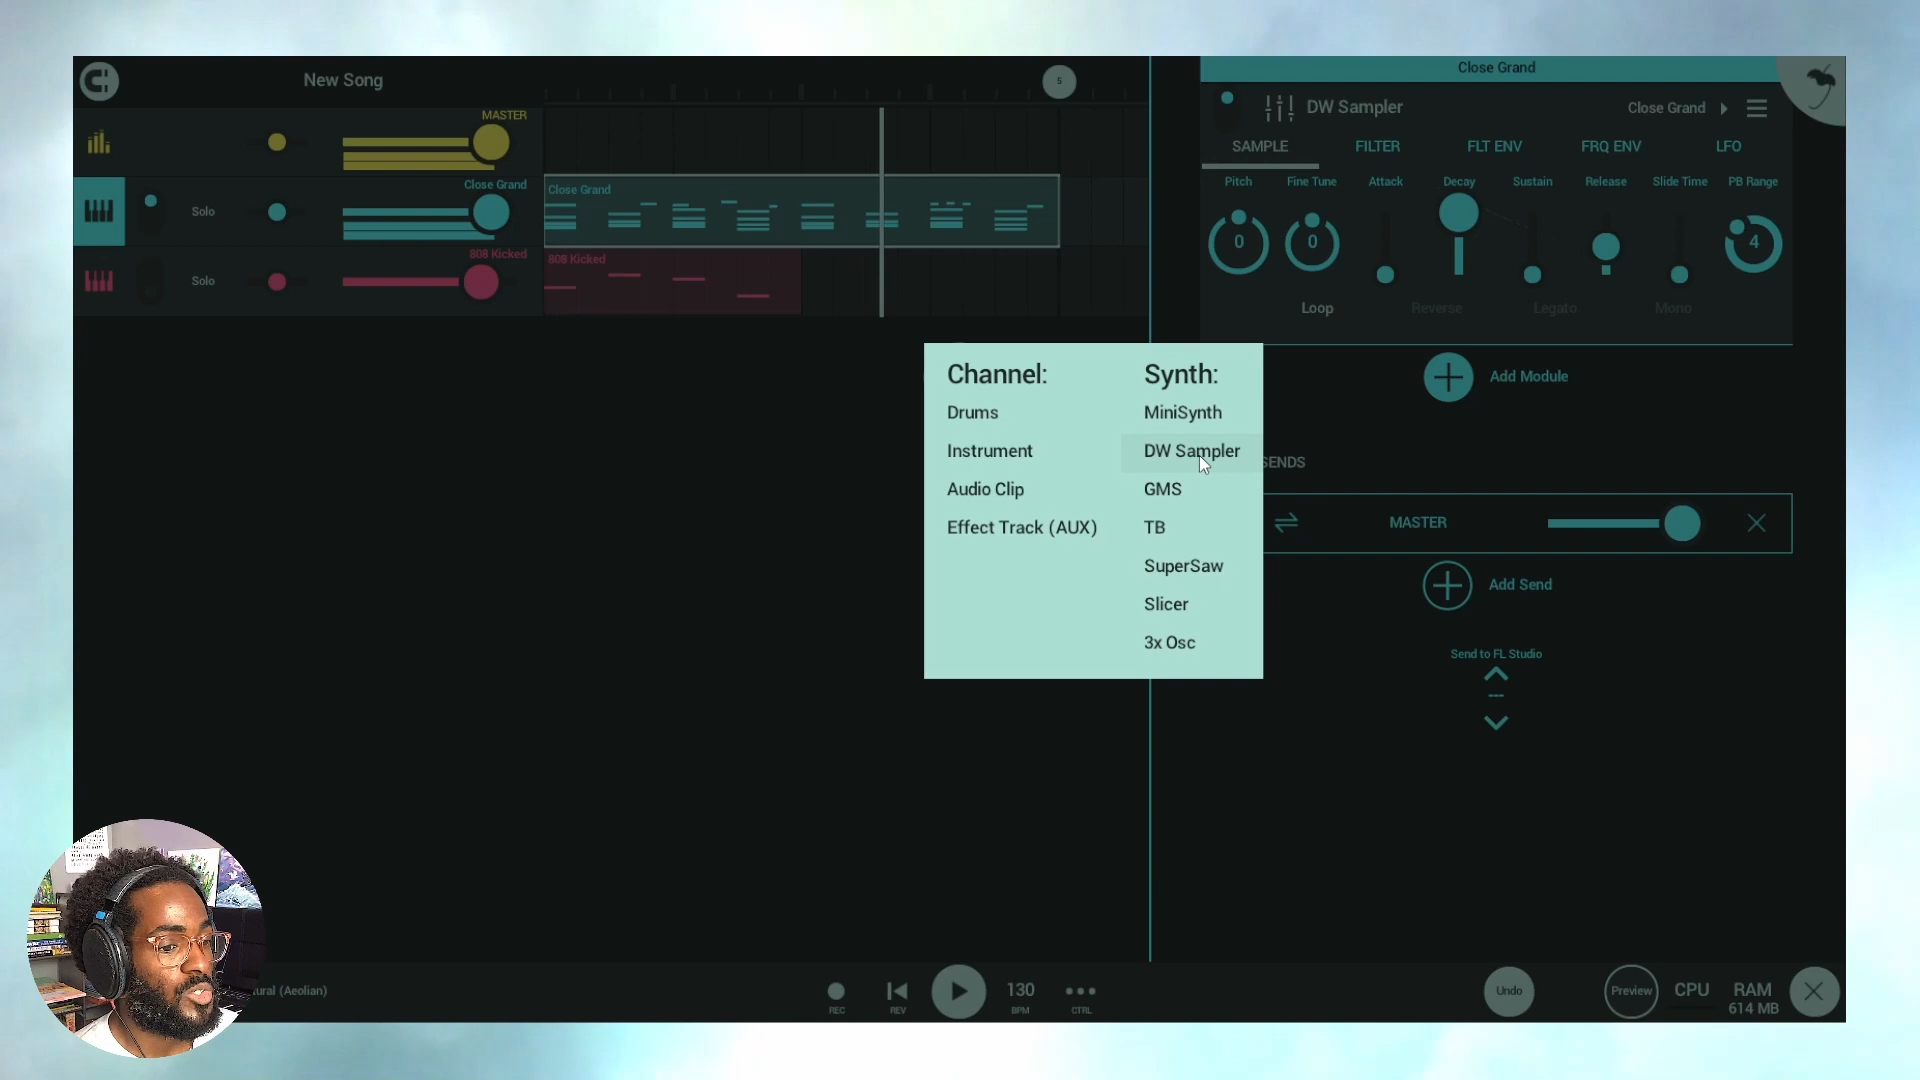 New Song
5
MASTER
Close Grand
Solo
808 Kicked
Solo
Close Grand
808 Kicked
Close Grand
DW Sampler
Close Grand
SAMPLE
FILTER
FLT ENV
FRQ ENV
LFO
Pitch
Fine Tune
Attack
Decay
Sustain
Release
Slide Time
PB Range
0
0
4
Loop
Reverse
Legato
Mono
Add Module
Channel:
Drums
Instrument
Audio Clip
Effect Track (AUX)
Synth:
MiniSynth
DW Sampler
GMS
TB
SuperSaw
Slicer
3x Osc
SENDS
MASTER
Add Send
Send to FL Studio
---
(Aeolian)
REC
REV
130
BPM
CTRL
Undo
Preview
CPU
RAM
614 MB